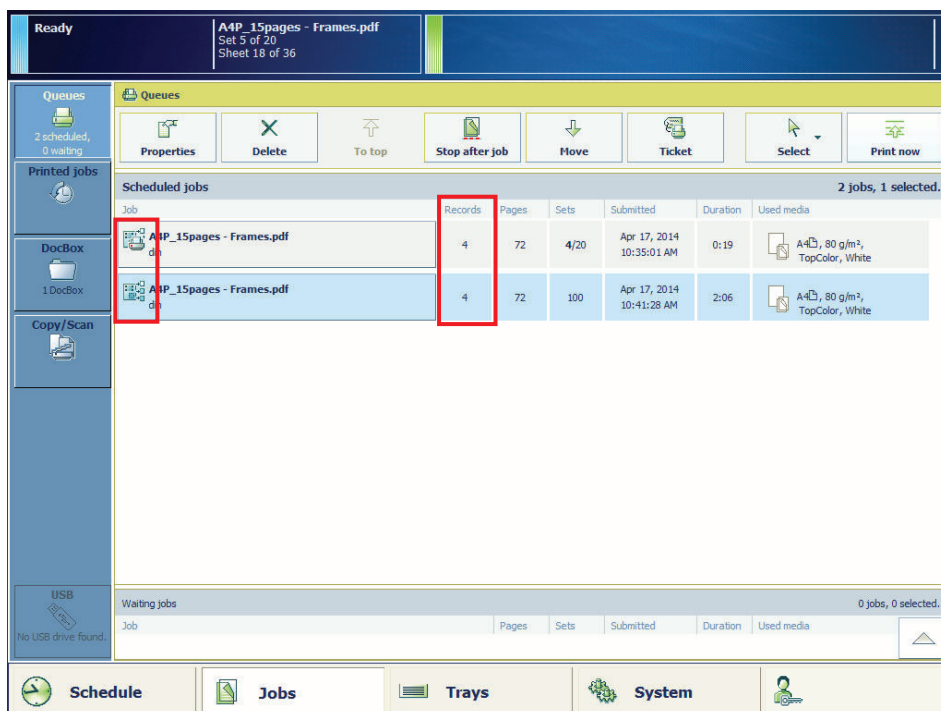 Ready
A4P_15pages - Frames.pdf
Set 5 of 20
Sheet 18 of 36
Queues
2 scheduled,
0 waiting
Printed jobs
DocBox
1 DocBox
Copy/Scan
USB
No USB drive found.
Queues
Properties
Delete
To top
Stop after job
Move
Ticket
Select
Print now
Scheduled jobs
2 jobs, 1 selected.
Job Records Pages Sets Submitted Duration Used media
A4P_15pages - Frames.pdf
4 72 4/20
Apr 17, 2014
10:35:01 AM
0:19
A4, 80 g/m²,
TopColor, White
A4P_15pages - Frames.pdf
4 72 100
Apr 17, 2014
10:41:28 AM
2:06
A4, 80 g/m²,
TopColor, White
Waiting jobs
0 jobs, 0 selected.
Job Pages Sets Submitted Duration Used media
Schedule
Jobs
Trays
System